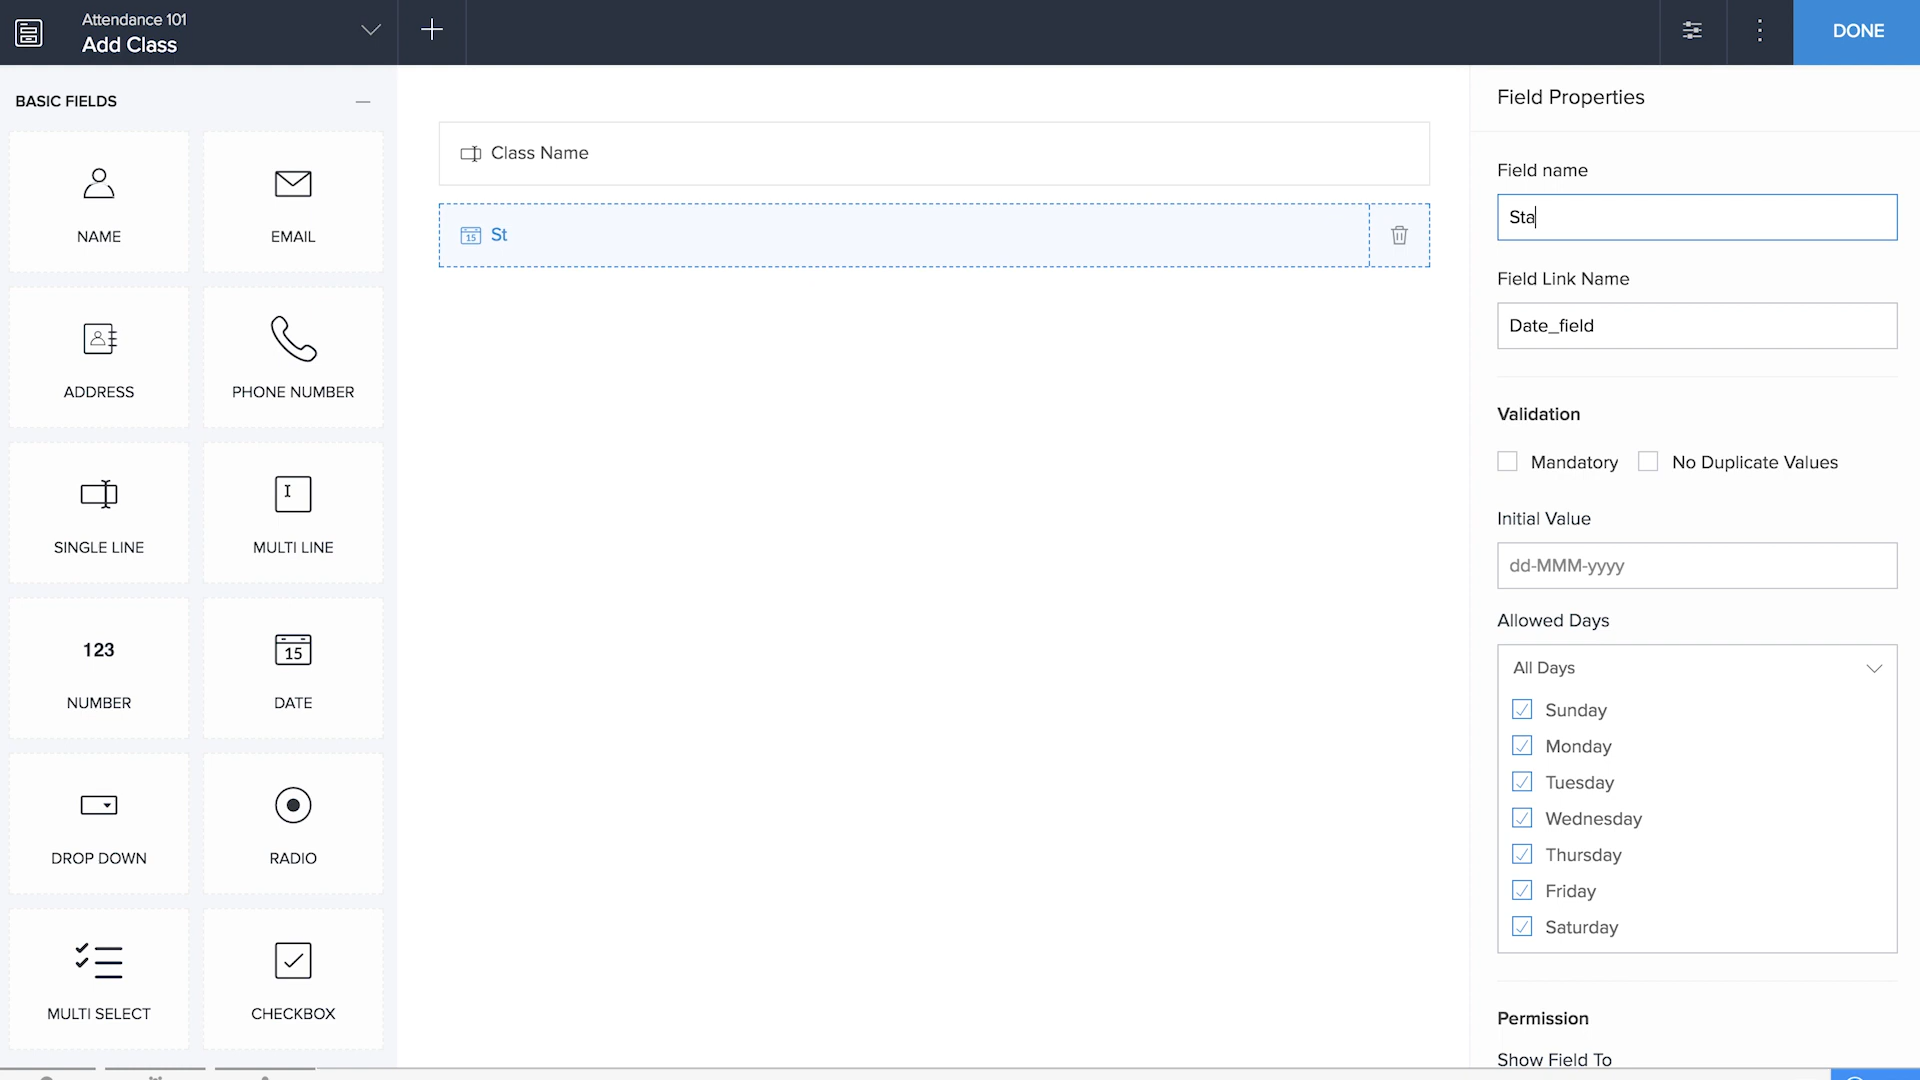 Attendance 101
Add Class
DONE
BASIC FIELDS
NAME
EMAIL
ADDRESS
PHONE NUMBER
SINGLE LINE
MULTI LINE
123
NUMBER
15
DATE
DROP DOWN
RADIO
MULTI SELECT
CHECKBOX
Class Name
15 St
Field Properties
Field name
Sta
Field Link Name
Date_field
Validation
Mandatory
No Duplicate Values
Initial Value
dd-MMM-yyyy
Allowed Days
All Days
Sunday
Monday
Tuesday
Wednesday
Thursday
Friday
Saturday
Permission
Show Field To